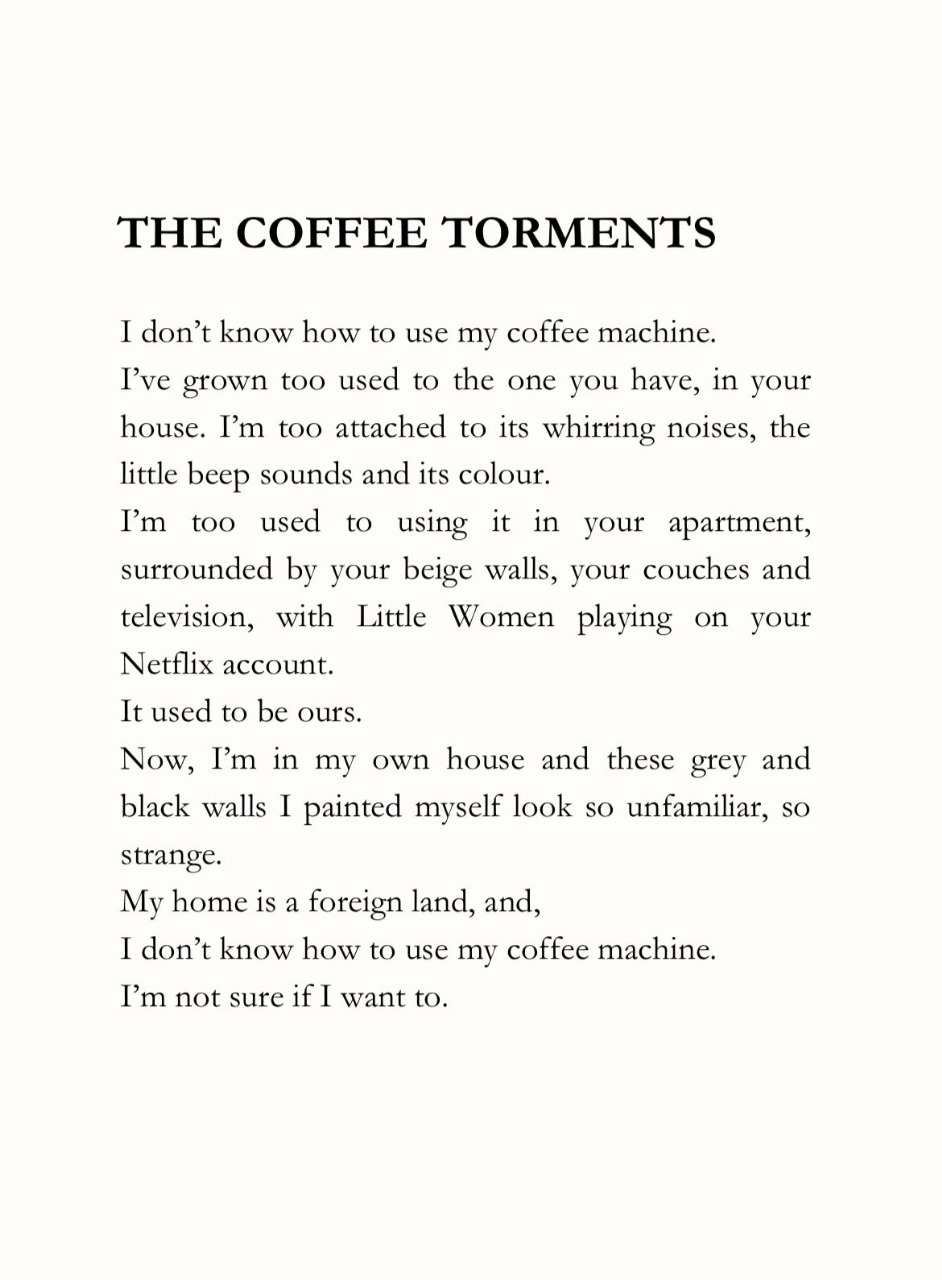 THE COFFEE TORMENTS
I don’t know how to use my coffee machine.
I’ve grown too used to the one you have, in your
house. I’m too attached to its whirring noises, the
little beep sounds and its colour.
I’m too used to using it in your apartment,
surrounded by your beige walls, your couches and
television, with Little Women playing on your
Netflix account.
It used to be ours.
Now, I’m in my own house and these grey and
black walls I painted myself look so unfamiliar, so
strange.
My home is a foreign land, and,
I don’t know how to use my coffee machine.
I’m not sure if I want to.